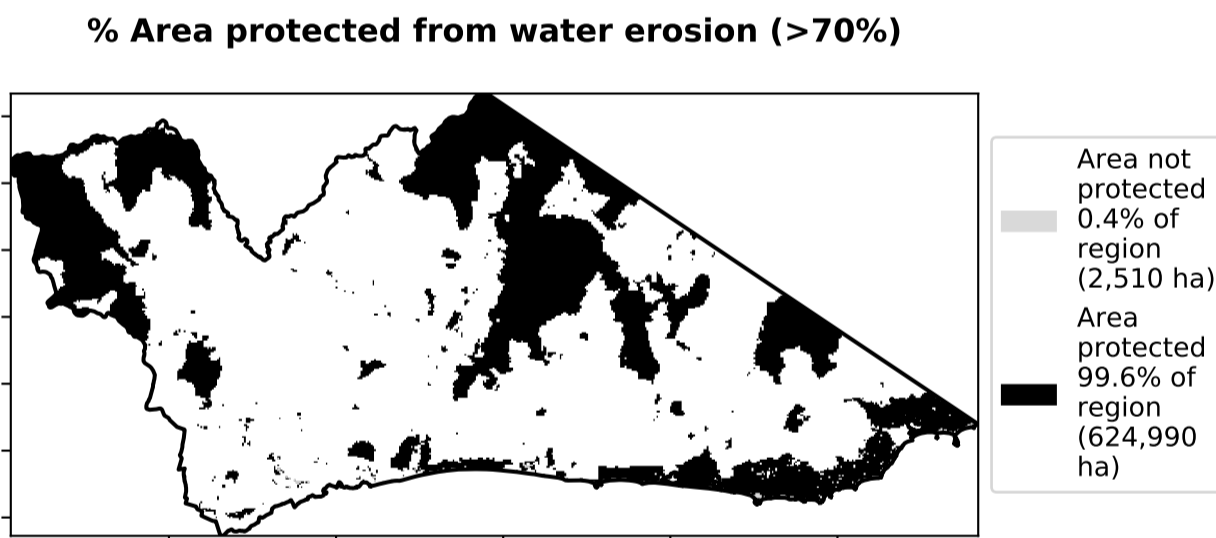 % Area protected from water erosion (>70%)
Area not
protected
0.4% of
region
(2,510 ha)
Area
protected
99.6% of
region
(624,990
ha)